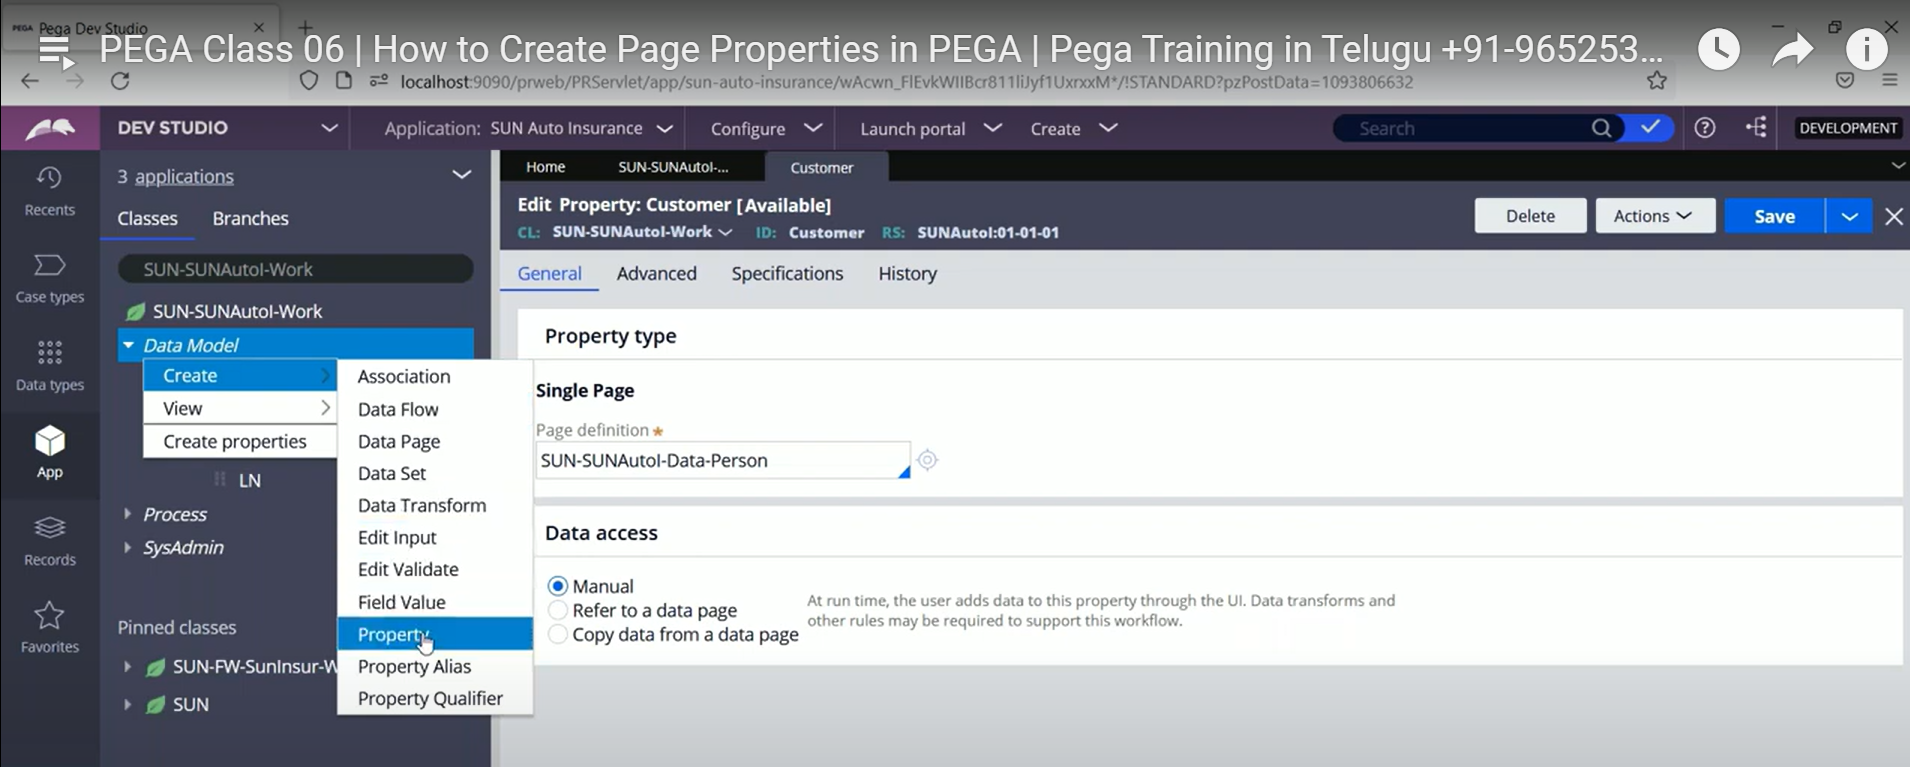 PEGA Pega Dev Studio
PEGA Class 06 | How to Create Page Properties in PEGA | Pega Training in Telugu +91-965253...
localhost:9090/prweb/PRServlet/app/sun-auto-insurance/
DEV STUDIO
Application: SUN Auto Insurance
Configure
Launch portal
Create
Search
DEVELOPMENT
Recents
Case types
Data types
App
Records
Favorites
3 applications
Classes
Branches
SUN-SUNAutoI-Work
SUN-SUNAutoI-Work
Data Model
Create
View
Create properties
LN
Process
SysAdmin
Pinned classes
SUN-FW-SunInsur-W
SUN
Association
Data Flow
Data Page
Data Set
Data Transform
Edit Input
Edit Validate
Field Value
Property
Property Alias
Property Qualifier
Home
SUN-SUNAutoI-...
Customer
Edit Property: Customer [Available]
CL: SUN-SUNAutoI-Work ID: Customer RS: SUNAutoI:01-01-01
Delete
Actions
Save
General
Advanced
Specifications
History
Property type
Single Page
Page definition *
SUN-SUNAutoI-Data-Person
Data access
Manual
Refer to a data page
Copy data from a data page
At run time, the user adds data to this property through the UI. Data transforms and
other rules may be required to support this workflow.